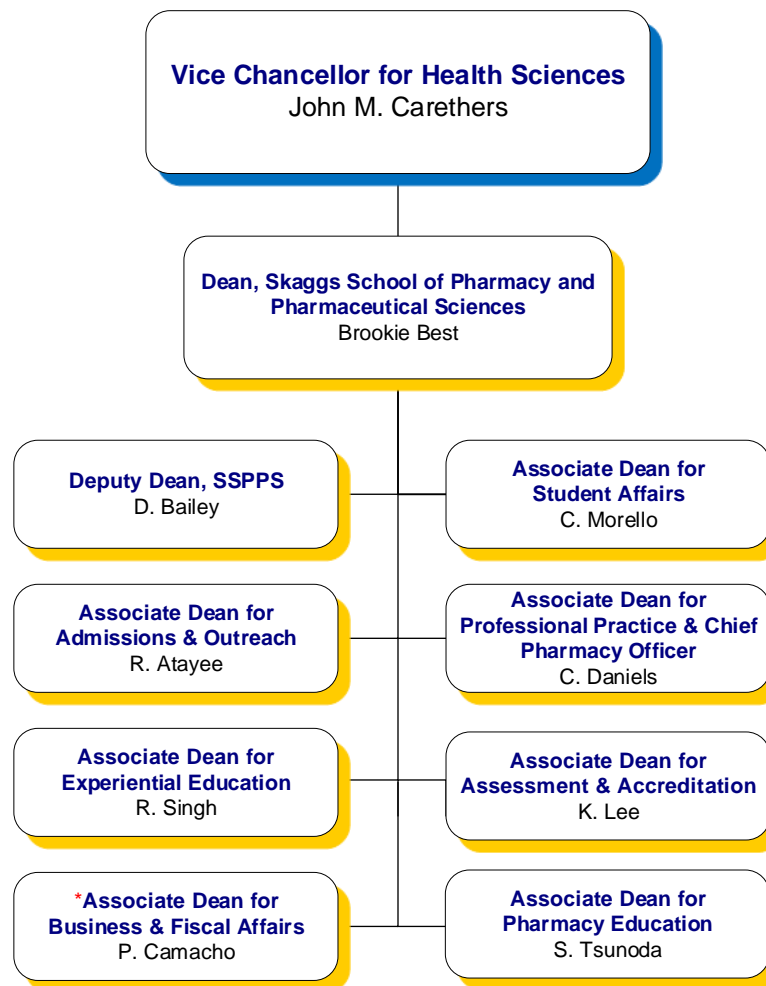 Vice Chancellor for Health Sciences
John M. Carethers
Dean, Skaggs School of Pharmacy and
Pharmaceutical Sciences
Brookie Best
Deputy Dean, SSPPS
D. Bailey
Associate Dean for
Student Affairs
C. Morello
Associate Dean for
Admissions & Outreach
R. Atayee
Associate Dean for
Professional Practice & Chief
Pharmacy Officer
C. Daniels
Associate Dean for
Experiential Education
R. Singh
Associate Dean for
Assessment & Accreditation
K. Lee
*Associate Dean for
Business & Fiscal Affairs
P. Camacho
Associate Dean for
Pharmacy Education
S. Tsunoda